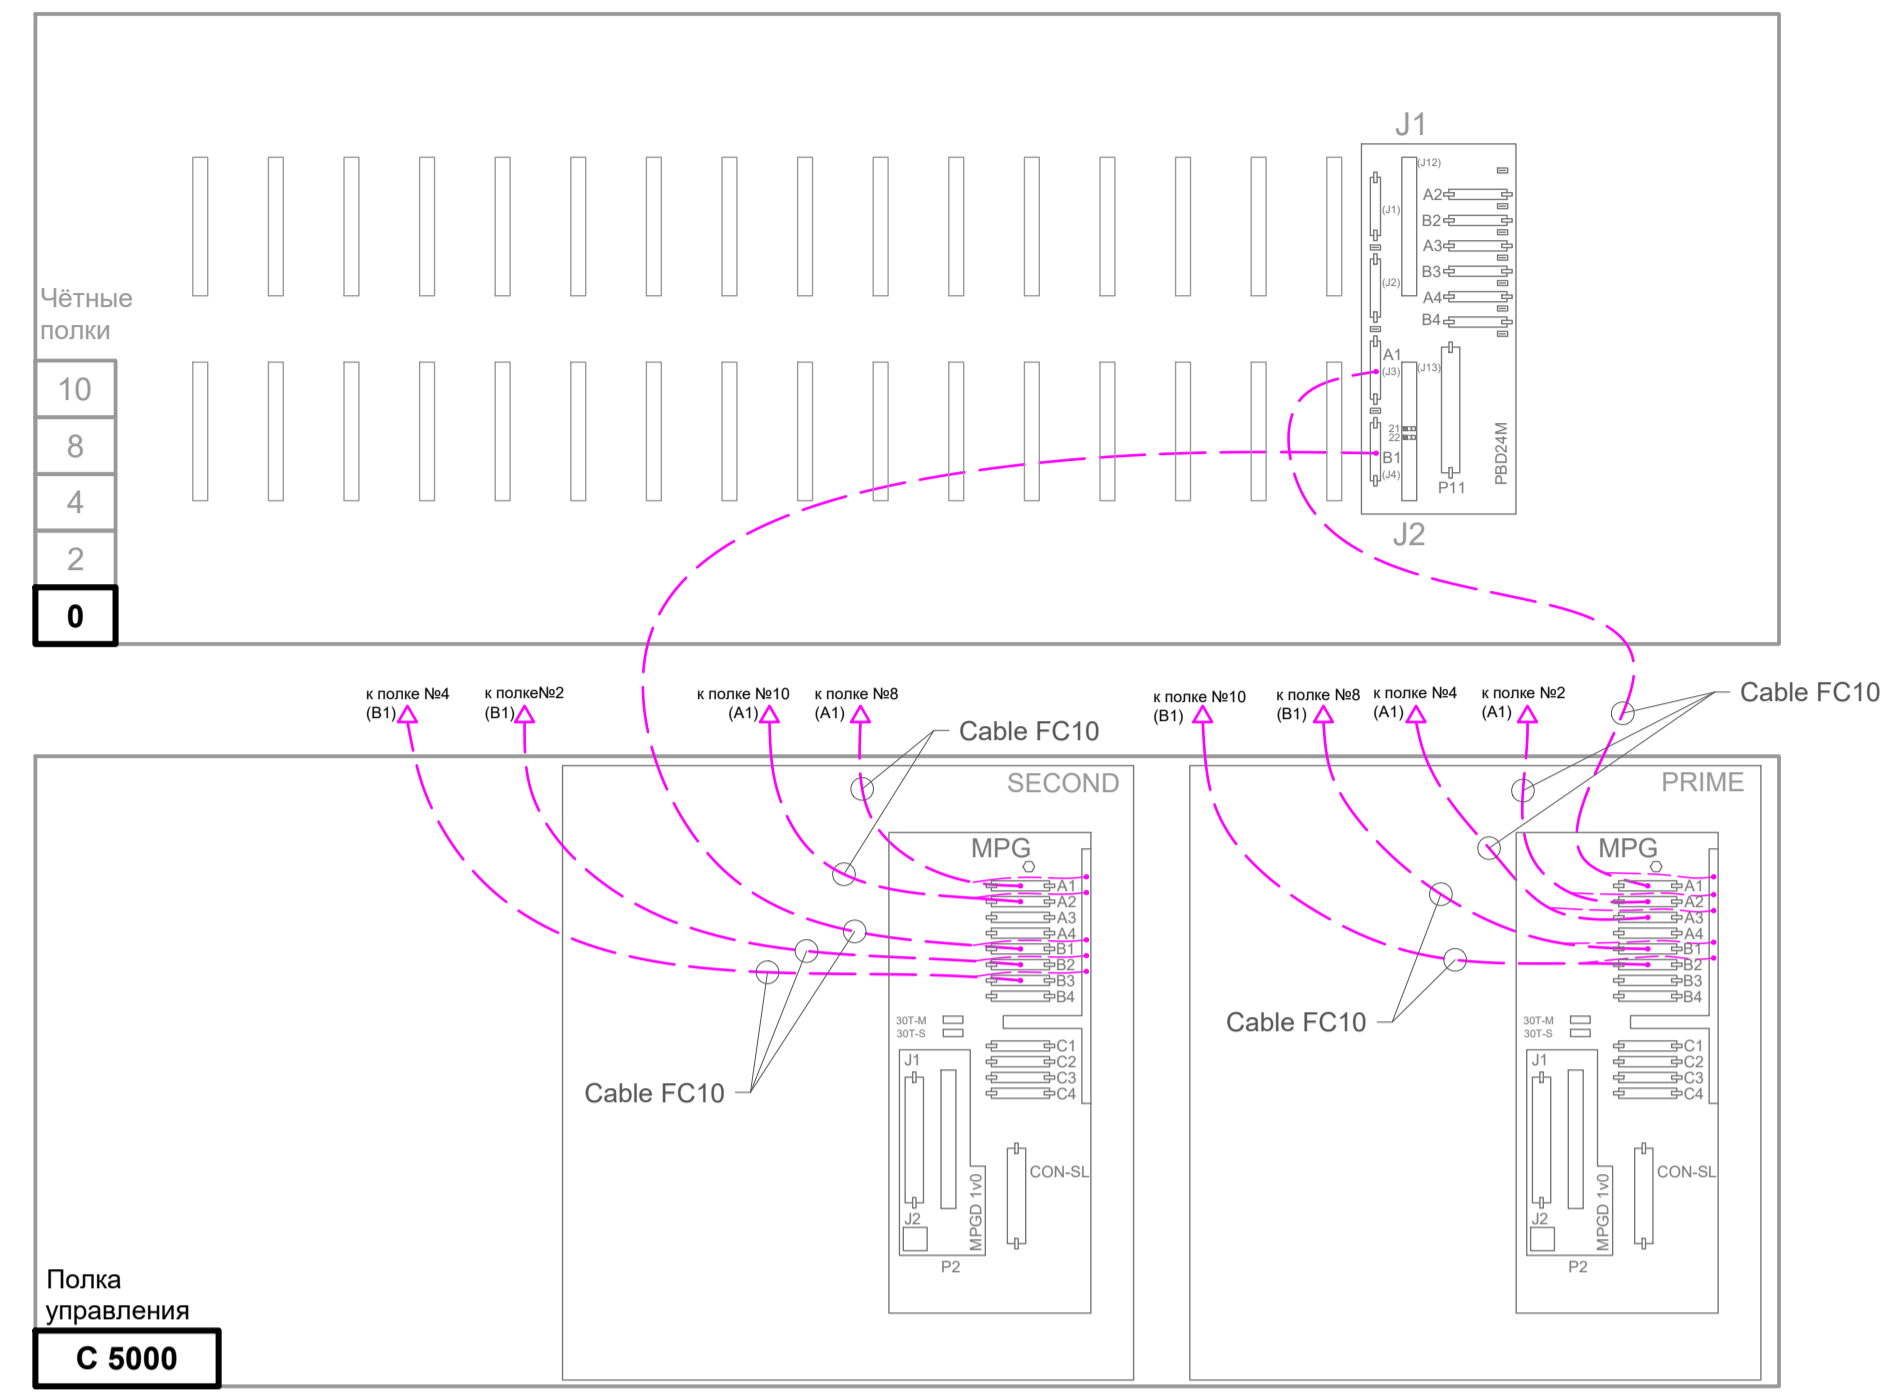 J1
(J12)
A2
(J1)
B2
A3
B3
(J2)
A4
B4
Чётные
полки
A1
(J3)
(J13)
10
21
22
8
B1
(J4)
P11
PBD24M
4
J2
2
0
к полке №4
(B1)
к полке№2
(B1)
к полке №10
(A1)
к полке №8
(A1)
к полке №10
(B1)
к полке №8
(B1)
к полке №4
(A1)
к полке №2
(A1)
Cable FC10
Cable FC10
SECOND
PRIME
MPG
A1
A2
A3
A4
B1
B2
B3
B4
30T-M
30T-S
C1
C2
C3
C4
J1
J2
MPGD 1v0
CON-SL
P2
Cable FC10
MPG
A1
A2
A3
A4
B1
B2
B3
B4
30T-M
30T-S
C1
C2
C3
C4
J1
J2
MPGD 1v0
CON-SL
P2
Cable FC10
Полка
управления
C 5000